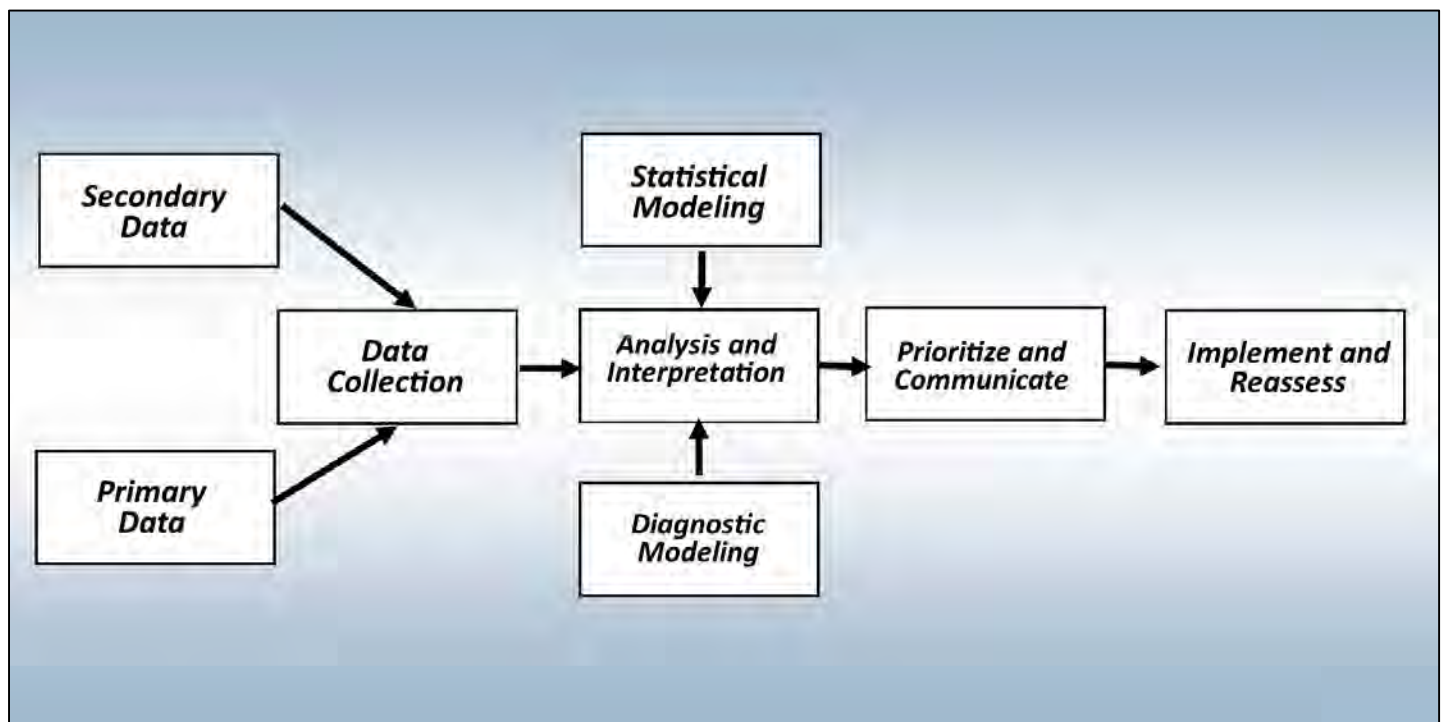 Secondary
Data
Statistical
Modeling
Data
Collection
Analysis and
Interpretation
Prioritize and
Communicate
Implement and
Reassess
Primary
Data
Diagnostic
Modeling